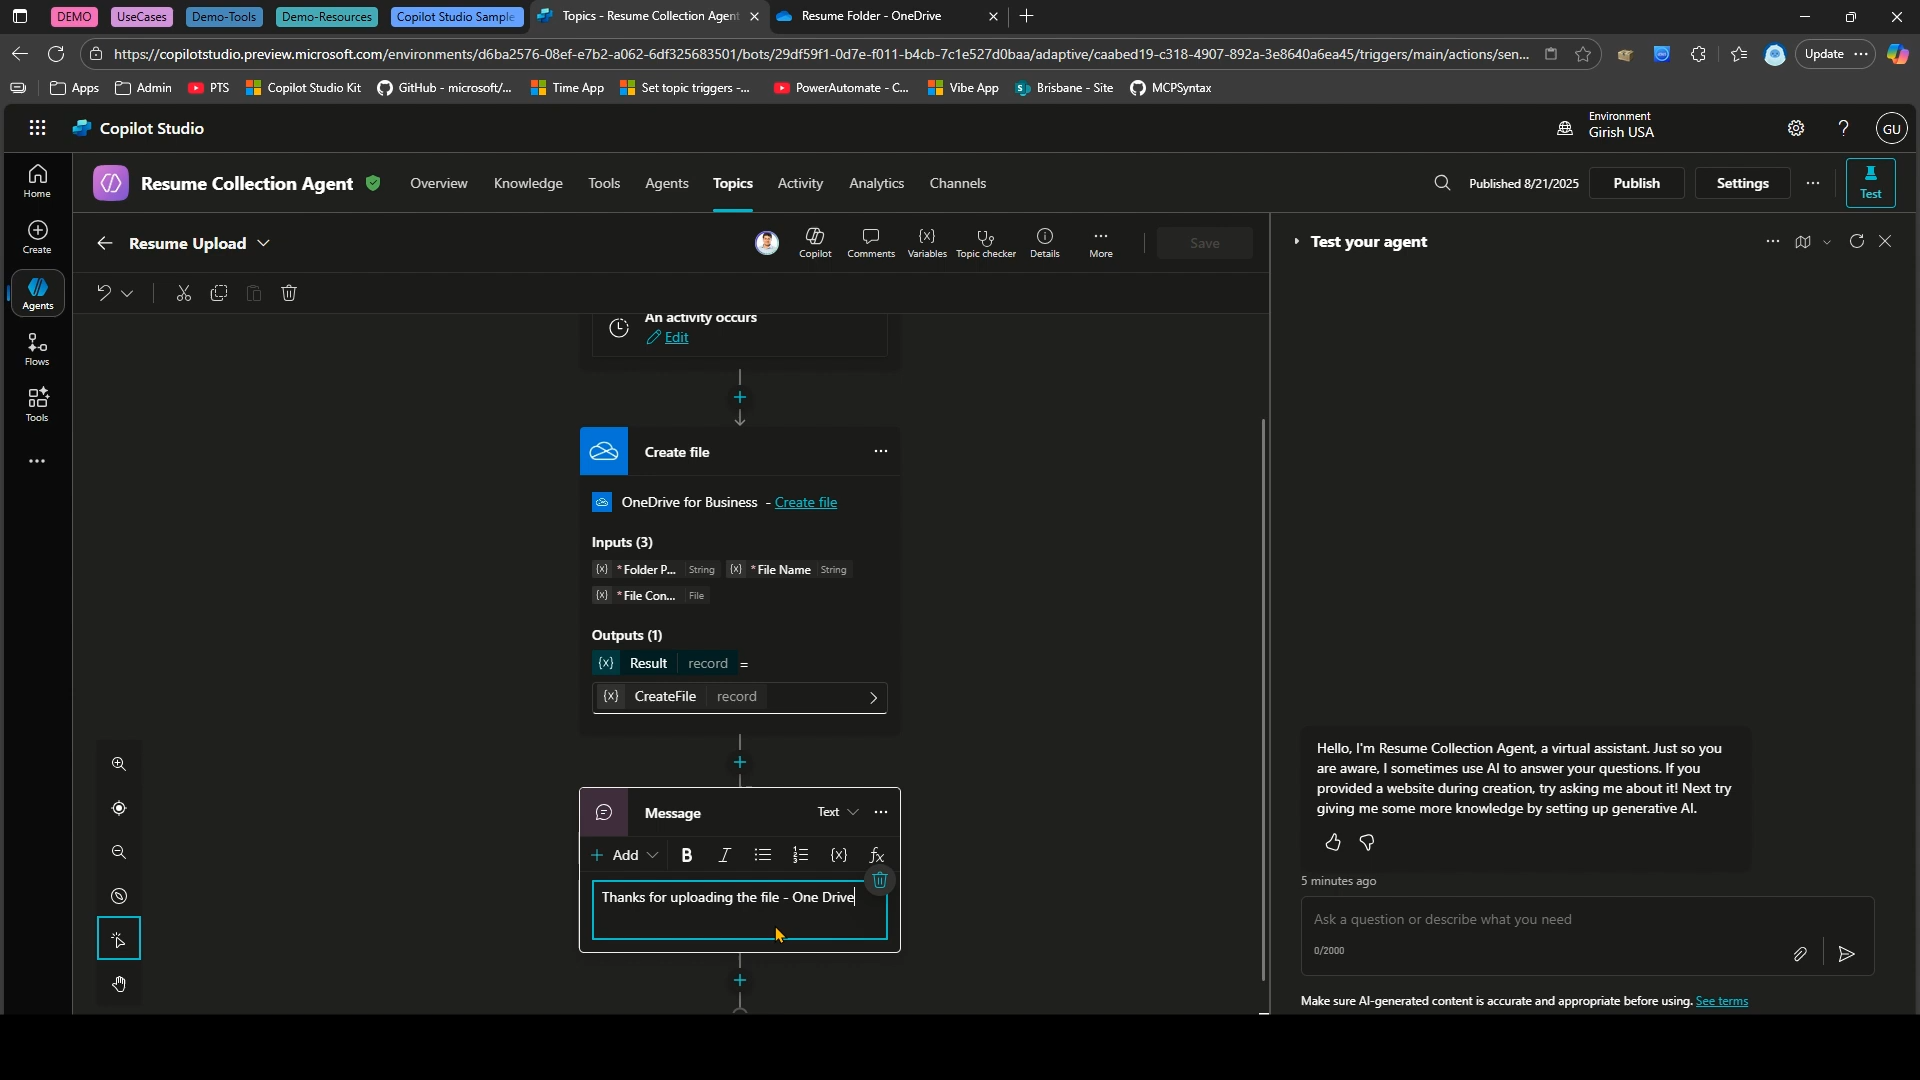 DEMO
UseCases
Demo-Tools
Demo-Resources
Copilot Studio Sample
Topics - Resume Collection Agent
Resume Folder - OneDrive
https://copilotstudio.preview.microsoft.com/environments/d6ba2576-08ef-e7b2-a062-6df325683501/bots/29df59f1-0d7e-f011-b4cb-7c1e527d0baa/adaptive/caabed19-c318-4907-892a-3e8640a6ea45/triggers/main/actions/sen...
Update
Apps
Admin
PTS
Copilot Studio Kit
GitHub - microsoft/...
Time App
Set topic triggers -...
PowerAutomate - C...
Vibe App
Brisbane - Site
MCPSyntax
Copilot Studio
Environment
Girish USA
GU
Home
Create
Agents
Flows
Tools
Resume Collection Agent
Overview
Knowledge
Tools
Agents
Topics
Activity
Analytics
Channels
Published 8/21/2025
Publish
Settings
Test
Resume Upload
Copilot
Comments
Variables
Topic checker
Details
More
Save
An activity occurs
Edit
Create file
OneDrive for Business - Create file
Inputs (3)
{x} *Folder P... String {x} *File Name String
{x} *File Con... File
Outputs (1)
{x} Result record =
{x} CreateFile record
Message
Text
Add
B
I
{x}
fx
Thanks for uploading the file - One Drive
Test your agent
Hello, I'm Resume Collection Agent, a virtual assistant. Just so you
are aware, I sometimes use AI to answer your questions. If you
provided a website during creation, try asking me about it! Next try
giving me some more knowledge by setting up generative AI.
5 minutes ago
Ask a question or describe what you need
0/2000
Make sure AI-generated content is accurate and appropriate before using. See terms